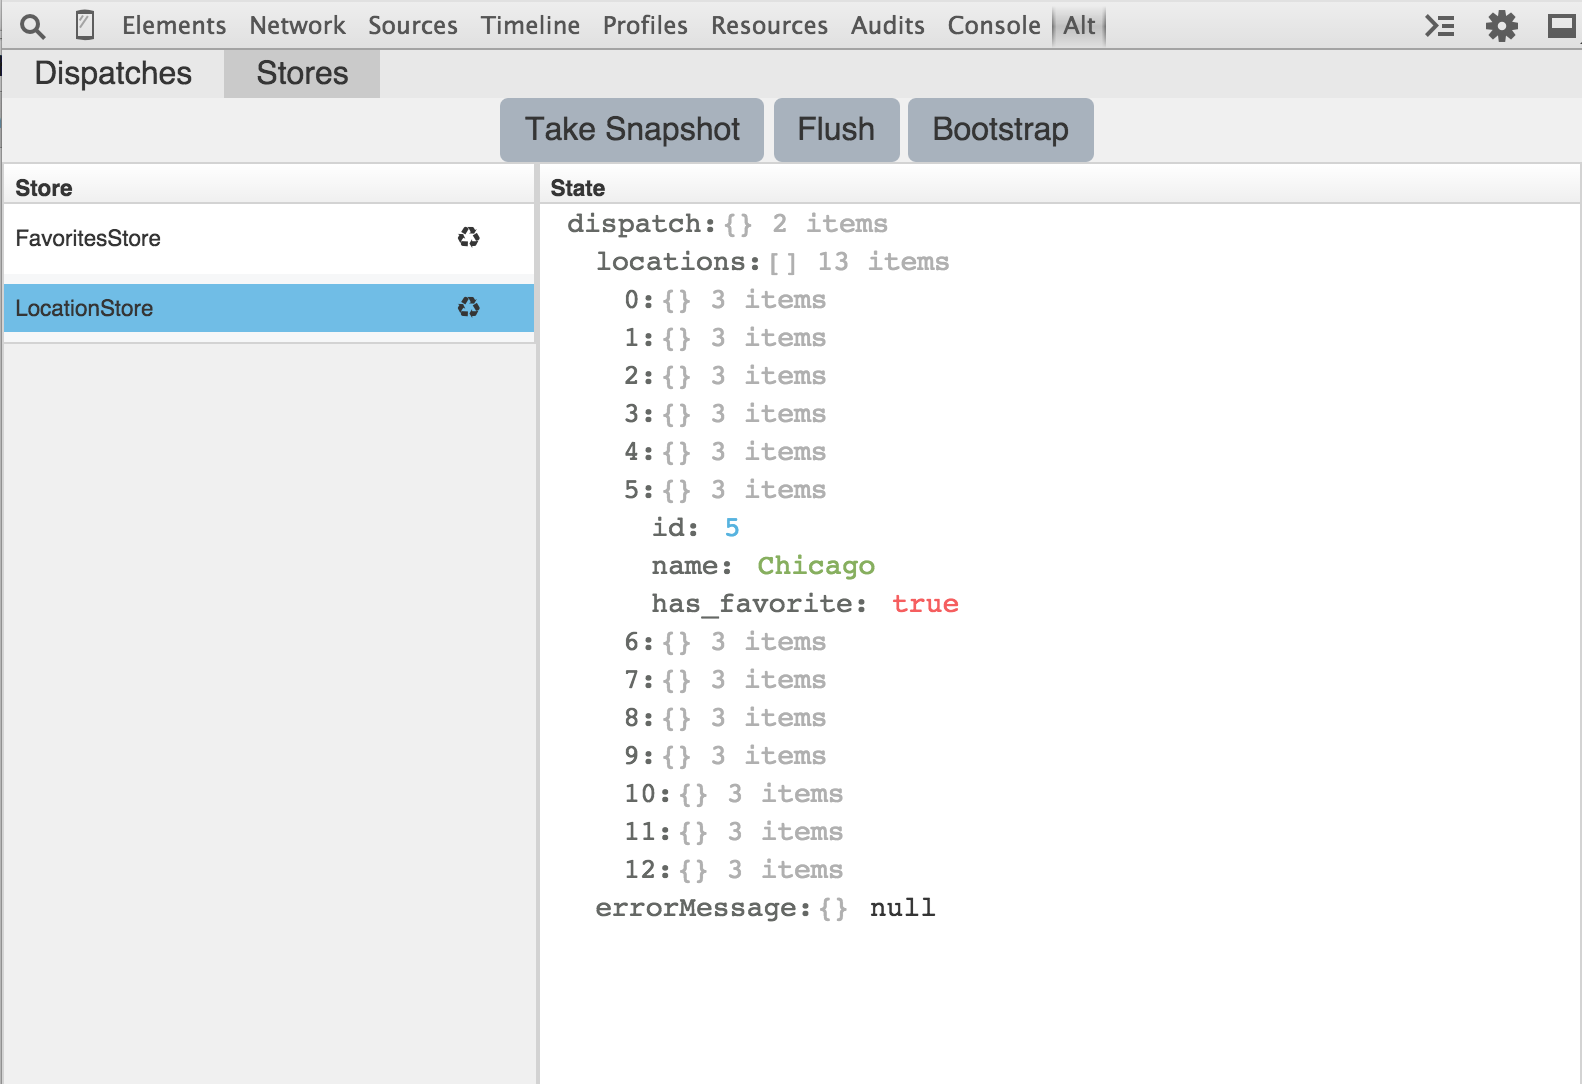 Elements Network Sources Timeline Profiles Resources Audits Console Alt
Dispatches Stores
Take Snapshot Flush Bootstrap
Store
FavoritesStore
LocationStore
State
dispatch:{} 2 items
locations:[] 13 items
0:{} 3 items
1:{} 3 items
2:{} 3 items
3:{} 3 items
4:{} 3 items
5:{} 3 items
id: 5
name: Chicago
has_favorite: true
6:{} 3 items
7:{} 3 items
8:{} 3 items
9:{} 3 items
10:{} 3 items
11:{} 3 items
12:{} 3 items
errorMessage:{} null